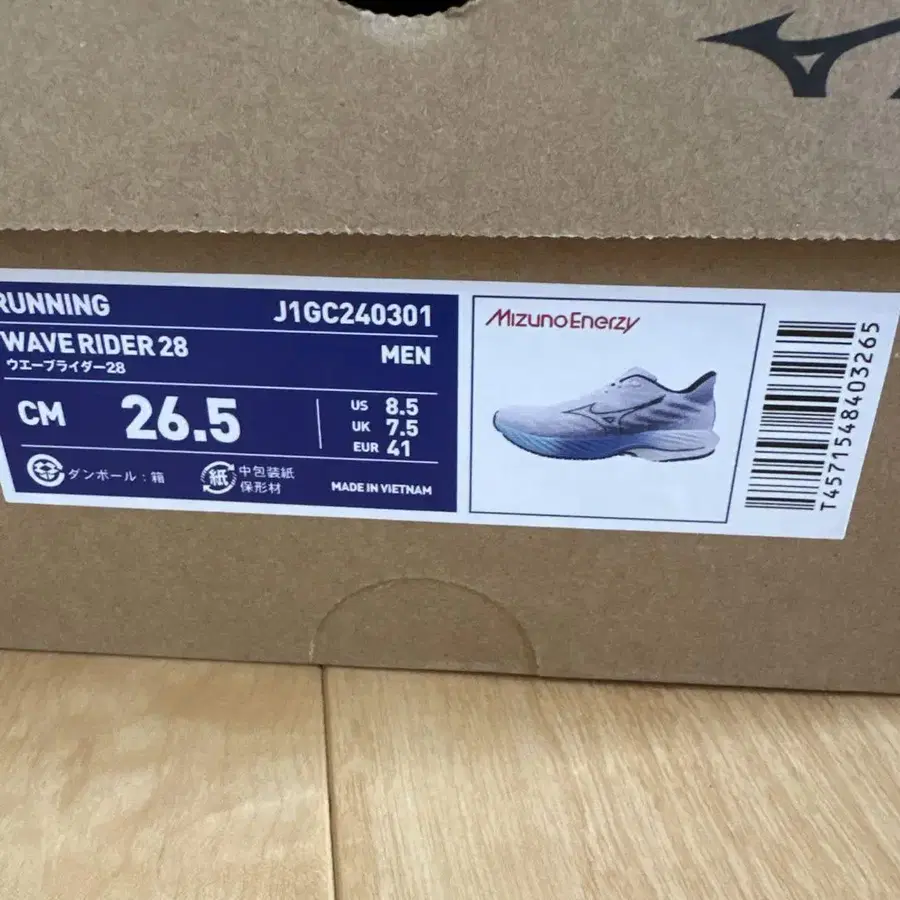 RUNNING J1GC240301
WAVE RIDER 28
ウエーブライダー28
MEN
CM 26.5
US 8.5
UK 7.5
EUR 41
ダンボール：箱
紙 中包装紙
保形材
MADE IN VIETNAM
MizunoEnerzy
T4571548403265